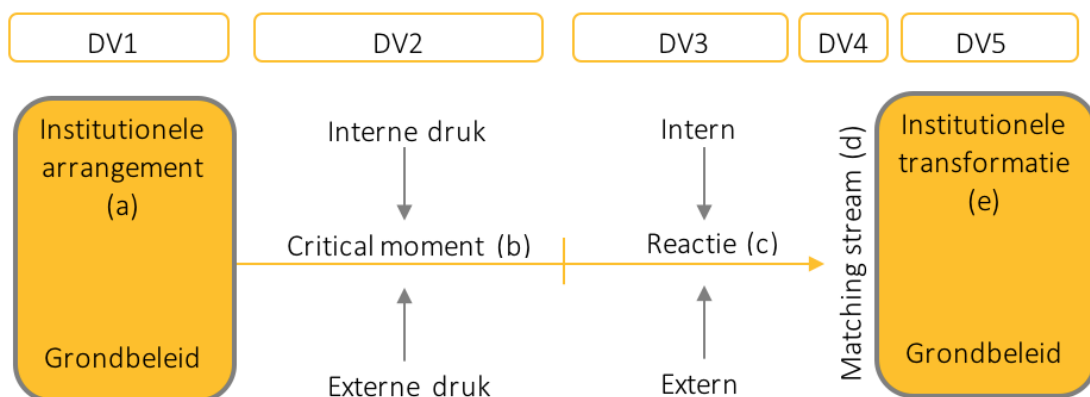 DV1
DV2
DV3
DV4
DV5
Institutionele
arrangement
(a)
Grondbeleid
Interne druk
Critical moment (b)
Externe druk
Intern
Reactie (c)
Extern
Matching stream (d)
Institutionele
transformatie
(e)
Grondbeleid